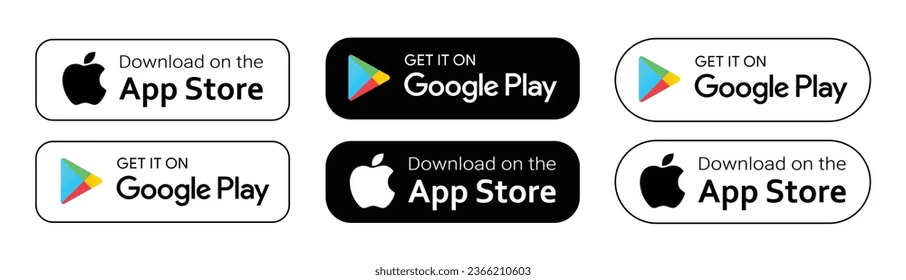 Download on the
App Store
GET IT ON
Google Play
GET IT ON
Google Play
GET IT ON
Google Play
Download on the
App Store
Download on the
App Store
shutterstock.com · 2366210603